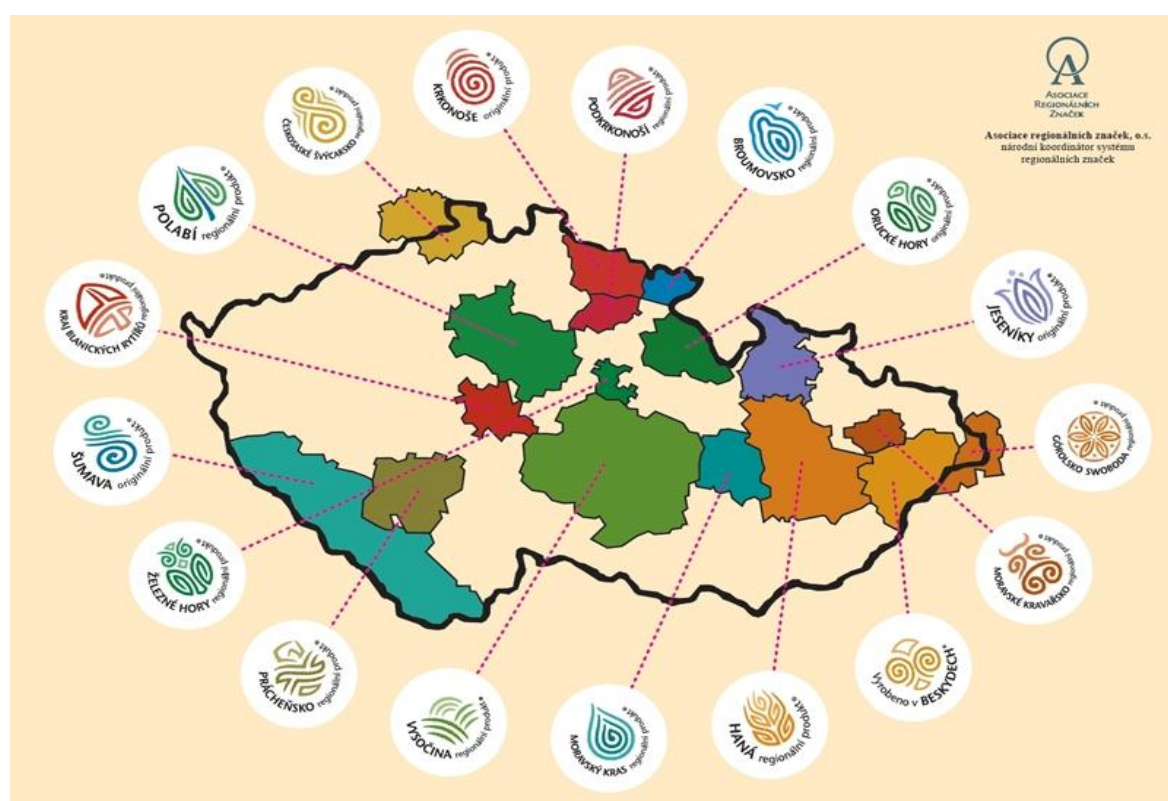 KRKONOŠE originální produkt®
PODKRKONOŠÍ regionální produkt®
ČESKOSASKÉ ŠVÝCARSKO regionální produkt®
BROUMOVSKO regionální produkt®
ASOCIACE
REGIONÁLNÍCH
ZNAČEK
Asociace regionálních značek, o.s.
národní koordinátor systému
regionálních značek
POLABÍ regionální produkt®
ORLICKÉ HORY originální produkt®
KRAJ BLANICKÝCH RYTÍŘŮ regionální produkt®
JESENÍKY originální produkt®
ŠUMAVA originální produkt®
GÓROLSKO SWOBODA regionální produkt®
ŽELEZNÉ HORY regionální produkt®
MORAVSKÉ KRAVAŘSKO regionální produkt®
PRÁCHEŇSKO regionální produkt®
Vyrobeno v BESKYDECH®
VYSOČINA regionální produkt®
MORAVSKÝ KRAS regionální produkt®
HANÁ regionální produkt®